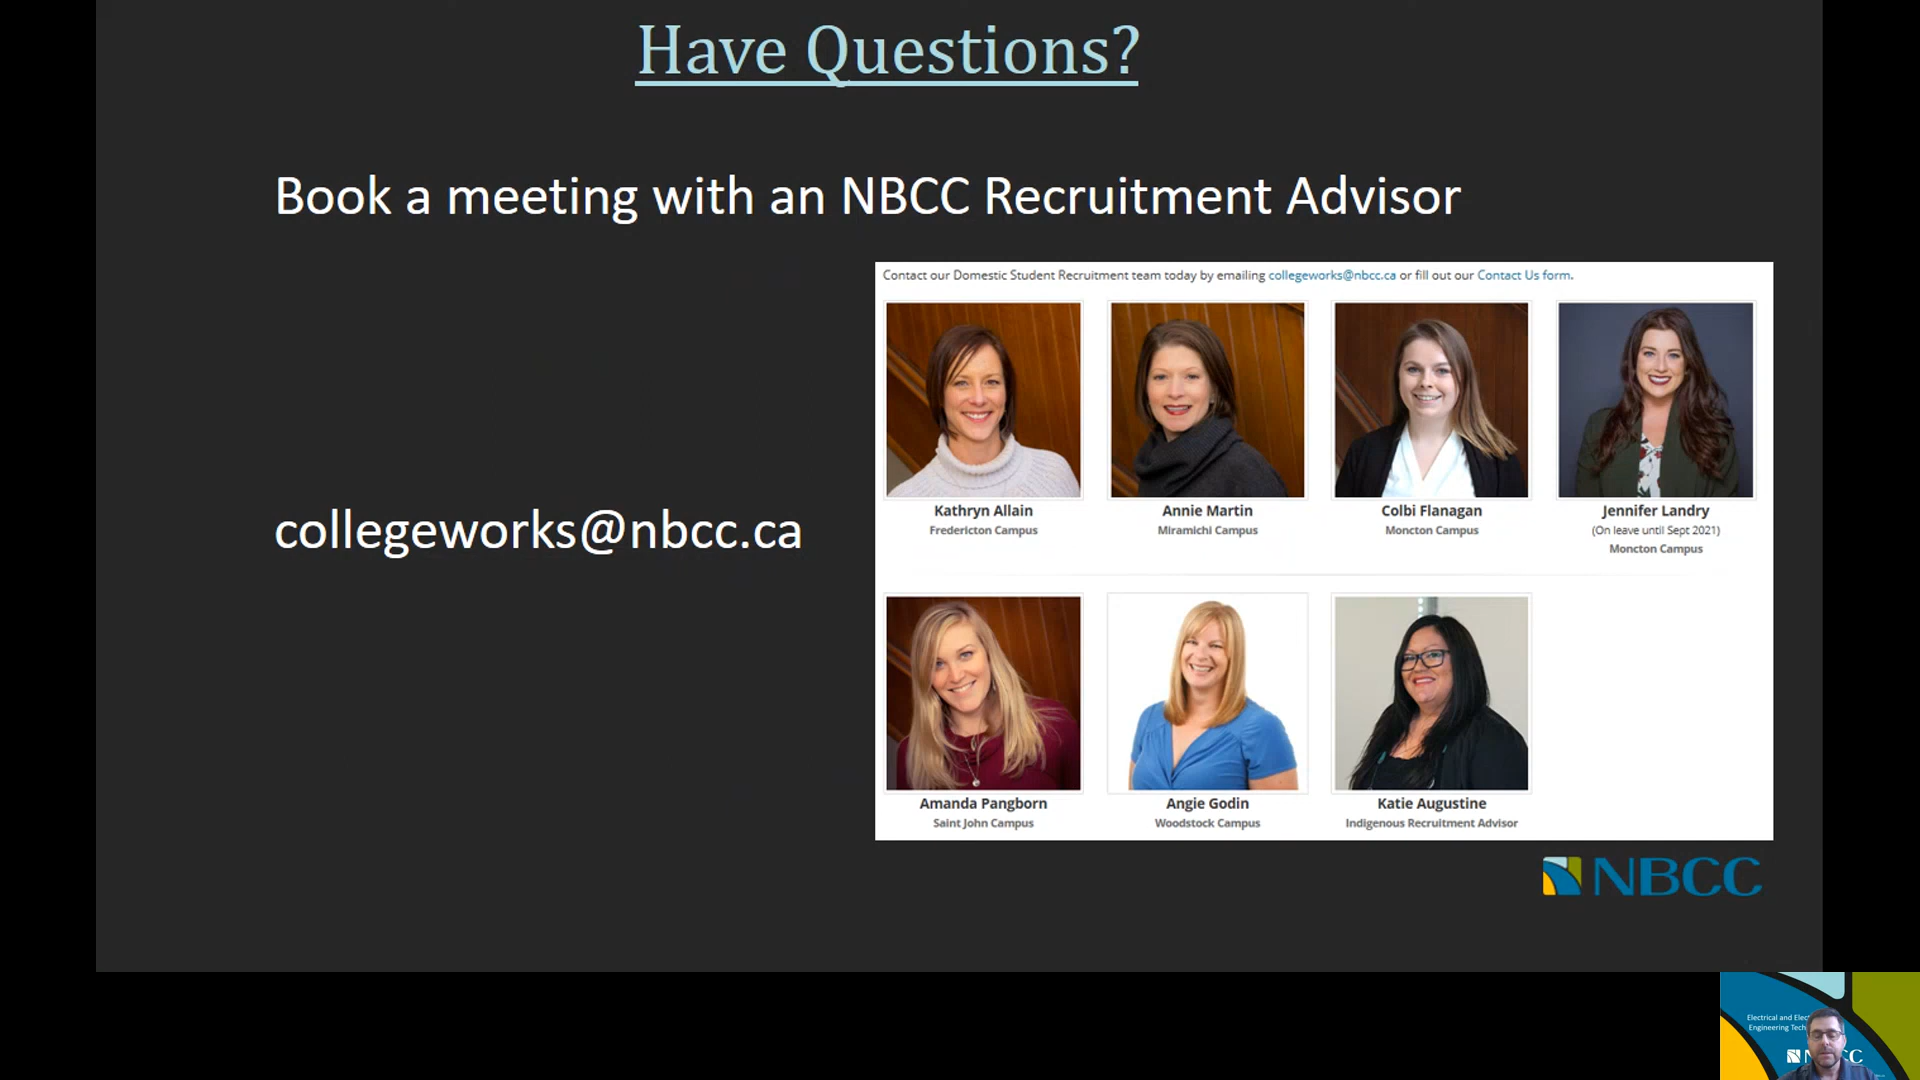 Have Questions?
Book a meeting with an NBCC Recruitment Advisor
Contact our Domestic Student Recruitment team today by emailing collegeworks@nbcc.ca or fill out our Contact Us form.
Kathryn Allain
Fredericton Campus
Annie Martin
Miramichi Campus
Colbi Flanagan
Moncton Campus
Jennifer Landry
(On leave until Sept 2021)
Moncton Campus
collegeworks@nbcc.ca
Amanda Pangborn
Saint John Campus
Angie Godin
Woodstock Campus
Katie Augustine
Indigenous Recruitment Advisor
NBCC
Electrical and
Engineering